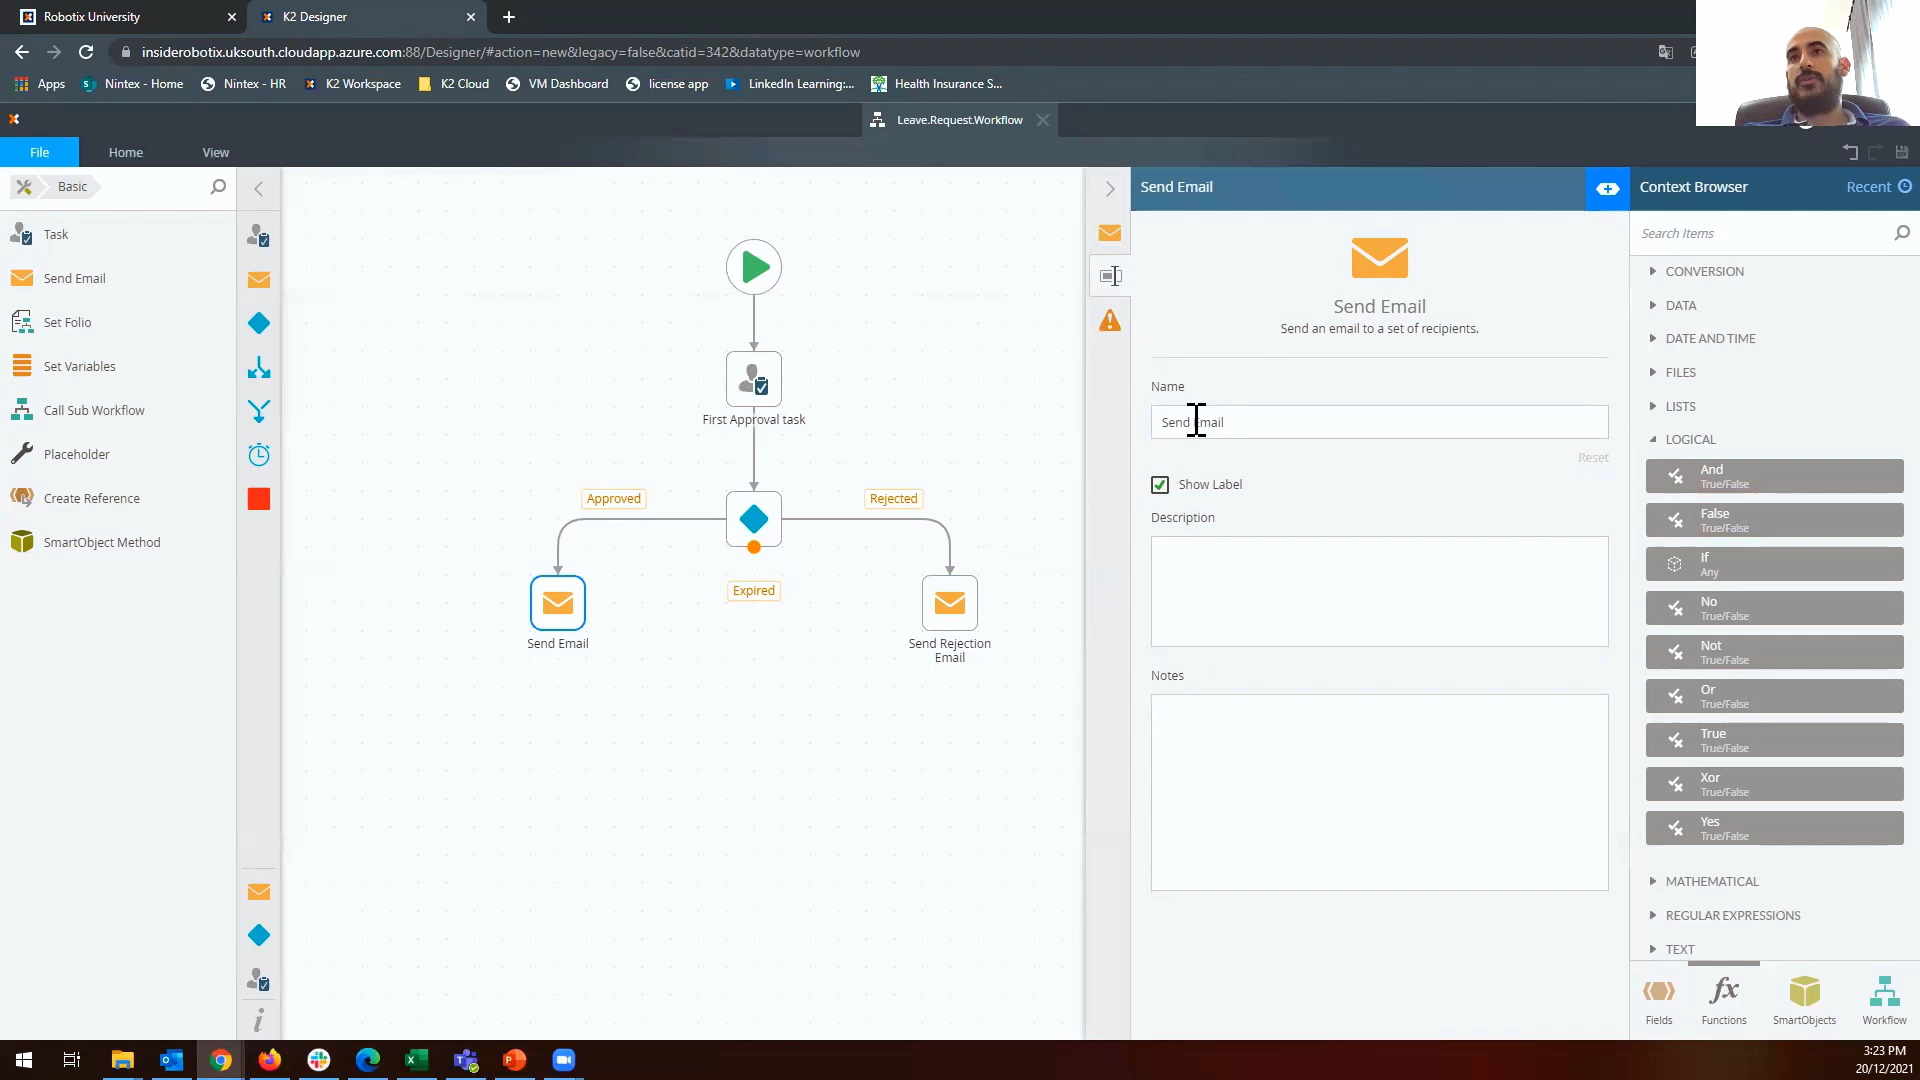 Robotix University
K2 Designer
insiderobotix.uksouth.cloudapp.azure.com:88/Designer/#action=new&legacy=false&catid=342&datatype=workflow
Apps
Nintex - Home
Nintex - HR
K2 Workspace
K2 Cloud
VM Dashboard
license app
LinkedIn Learning:...
Health Insurance S...
Leave.Request.Workflow
File
Home
View
Basic
Task
Send Email
Set Folio
Set Variables
Call Sub Workflow
Placeholder
Create Reference
SmartObject Method
First Approval task
Approved
Rejected
Expired
Send Email
Send Rejection
Email
Send Email
Send Email
Send an email to a set of recipients.
Name
Send Email
Reset
Show Label
Description
Notes
Context Browser
Recent
Search Items
CONVERSION
DATA
DATE AND TIME
FILES
LISTS
LOGICAL
And
True/False
False
True/False
If
Any
No
True/False
Not
True/False
Or
True/False
True
True/False
Xor
True/False
Yes
True/False
MATHEMATICAL
REGULAR EXPRESSIONS
TEXT
Fields
fx
Functions
SmartObjects
Workflow
3:23 PM
20/12/2021